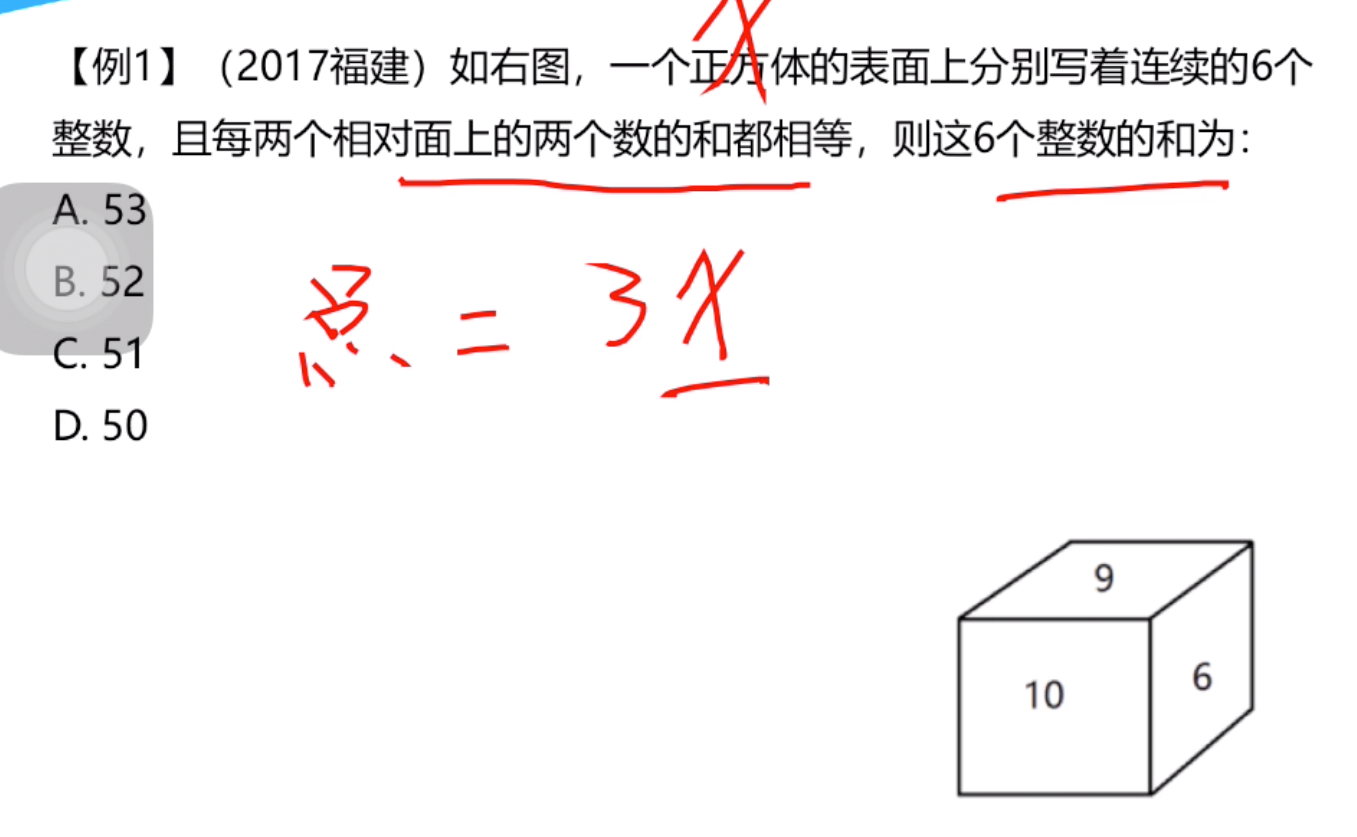 【例1】（2017福建）如右图，一个正方体的表面上分别写着连续的6个
整数，且每两个相对面上的两个数的和都相等，则这6个整数的和为：
A. 53
B. 52
C. 51
D. 50
x
总 = 3x
9
10
6